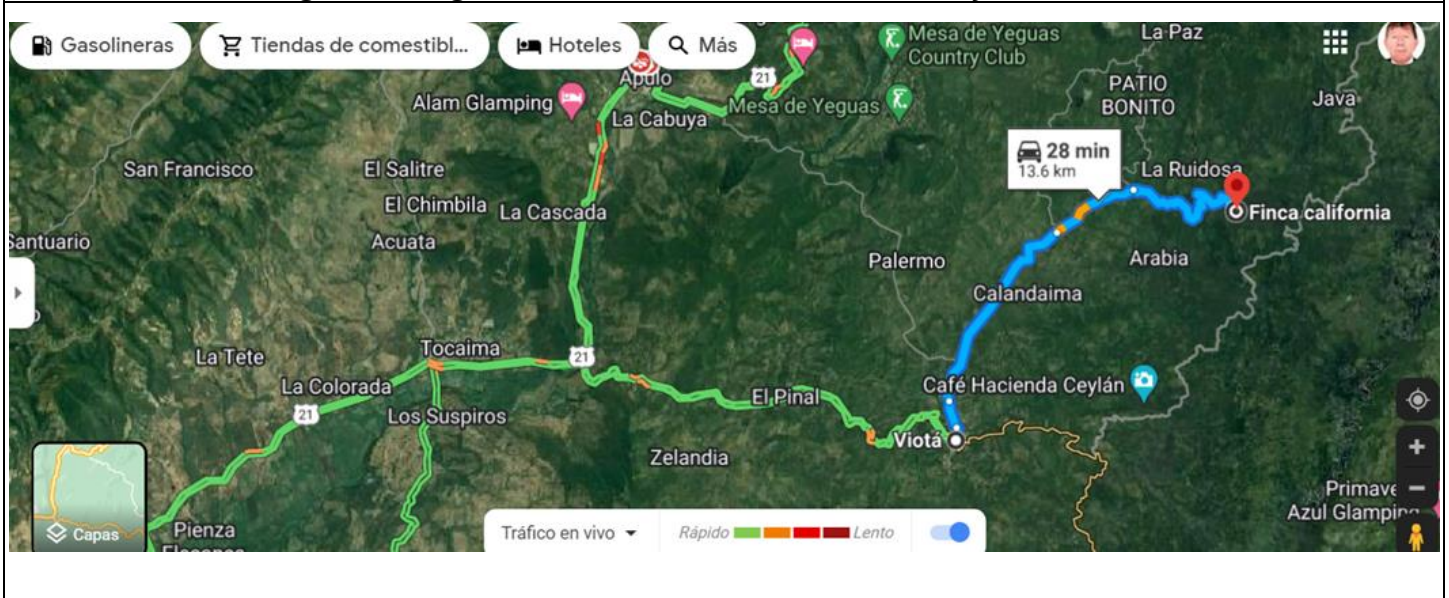 Gasolineras
Tiendas de comestibl...
Hoteles
Más
Mesa de Yeguas
Country Club
La Paz
Apulo
21
Alam Glamping
La Cabuya
Mesa de Yeguas
PATIO
BONITO
Java
28 min
13.6 km
San Francisco
El Salitre
La Ruidosa
El Chimbila
La Cascada
Finca california
Santuario
Acuata
Palermo
Arabia
Calandaima
La Tete
Tocaima
21
La Colorada
21
Los Suspiros
El Pinal
Café Hacienda Ceylán
Viotá
Zelandia
Primave
Azul Glamping
Capas
Pienza
Tráfico en vivo
Rápido
Lento